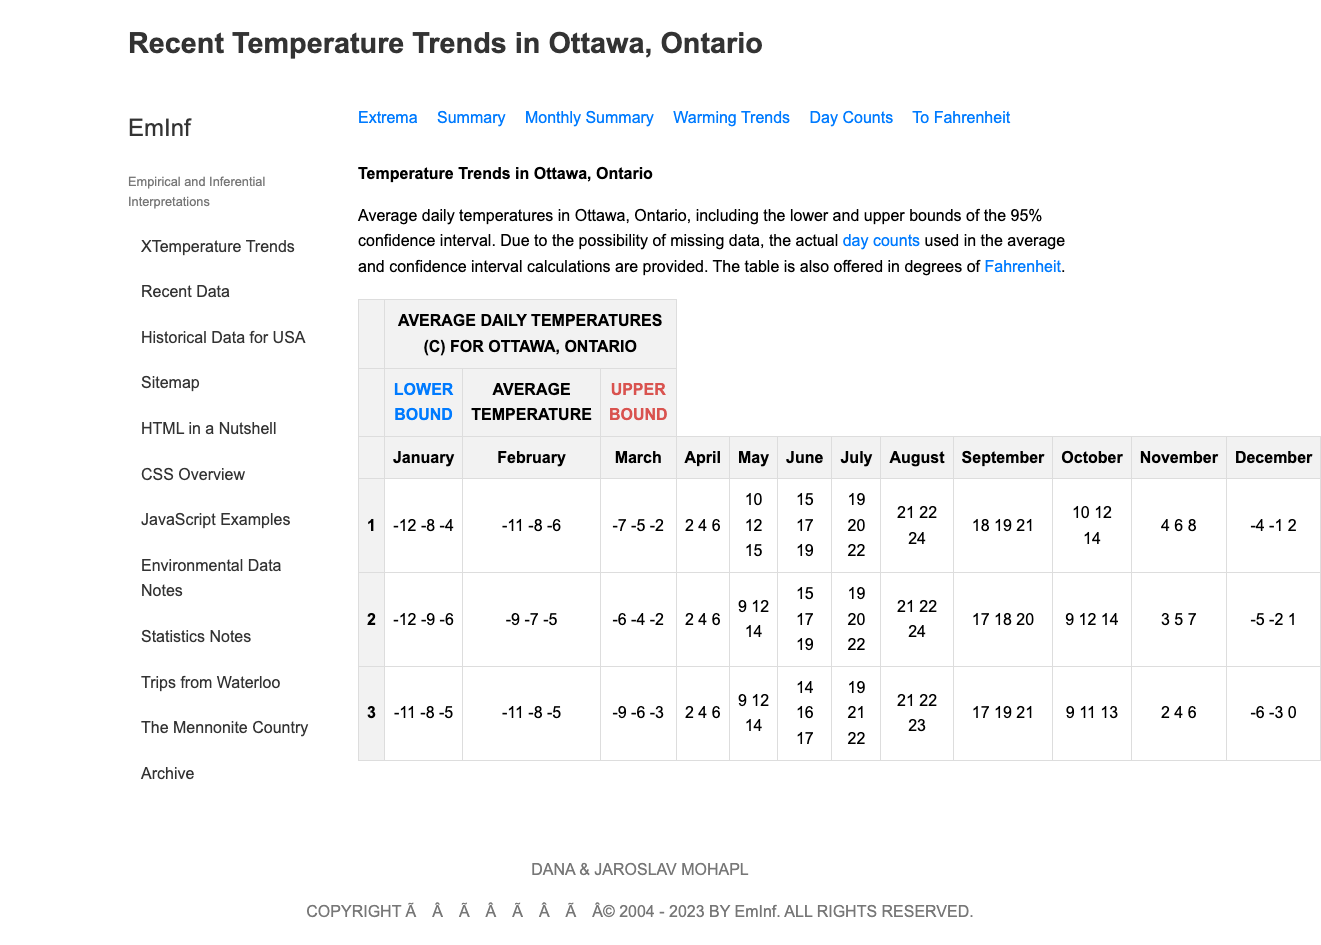 Recent Temperature Trends in Ottawa, Ontario
EmInf
Empirical and Inferential
Interpretations
XTemperature Trends
Recent Data
Historical Data for USA
Sitemap
HTML in a Nutshell
CSS Overview
JavaScript Examples
Environmental Data
Notes
Statistics Notes
Trips from Waterloo
The Mennonite Country
Archive
Extrema Summary Monthly Summary Warming Trends Day Counts To Fahrenheit
Temperature Trends in Ottawa, Ontario
Average daily temperatures in Ottawa, Ontario, including the lower and upper bounds of the 95%
confidence interval. Due to the possibility of missing data, the actual day counts used in the average
and confidence interval calculations are provided. The table is also offered in degrees of Fahrenheit.
AVERAGE DAILY TEMPERATURES
(C) FOR OTTAWA, ONTARIO
LOWER BOUND AVERAGE TEMPERATURE UPPER BOUND
January February March April May June July August September October November December
1 -12 -8 -4 -11 -8 -6 -7 -5 -2 2 4 6 10 12 15 15 17 19 19 20 22 21 22 24 18 19 21 10 12 14 4 6 8 -4 -1 2
2 -12 -9 -6 -9 -7 -5 -6 -4 -2 2 4 6 9 12 14 15 17 19 19 20 22 21 22 24 17 18 20 9 12 14 3 5 7 -5 -2 1
3 -11 -8 -5 -11 -8 -5 -9 -6 -3 2 4 6 9 12 14 14 16 17 19 21 22 21 22 23 17 19 21 9 11 13 2 4 6 -6 -3 0
DANA & JAROSLAV MOHAPL
COPYRIGHT Ã Â Ã Â Ã Â Ã Â© 2004 - 2023 BY EmInf. ALL RIGHTS RESERVED.